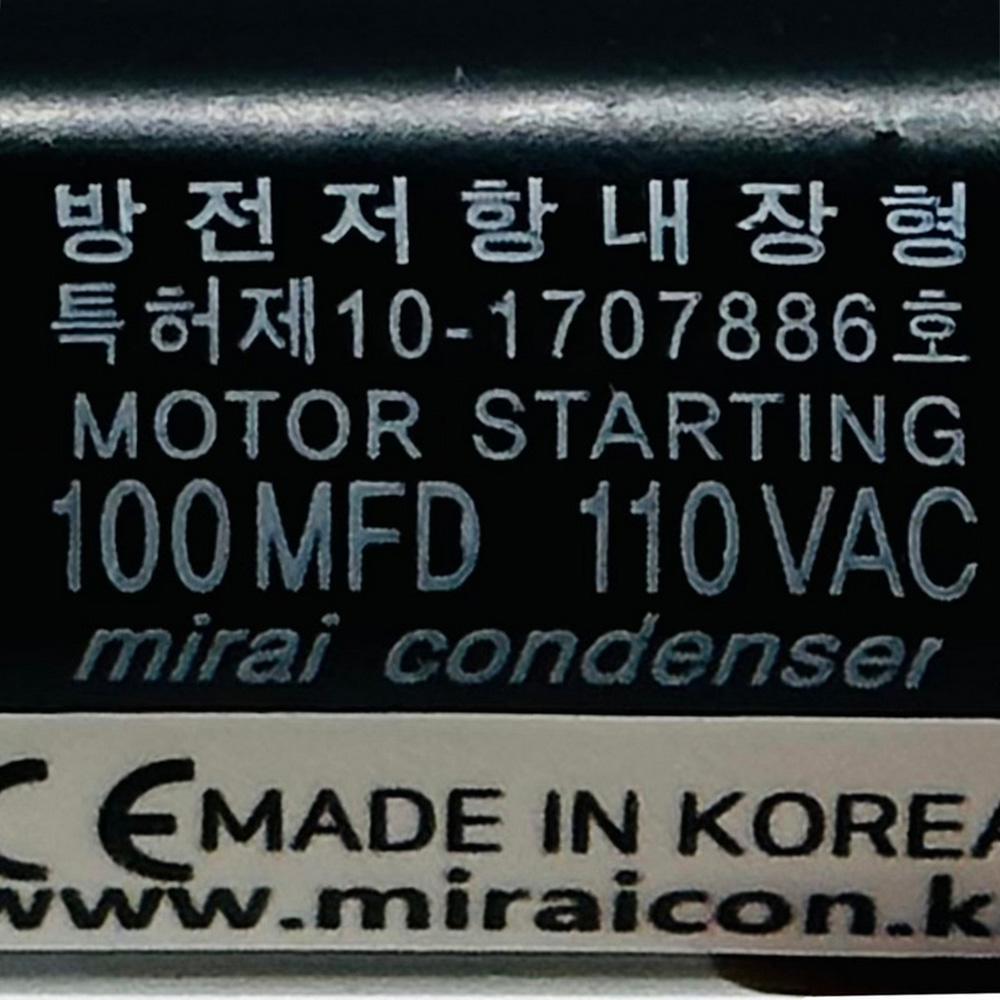 방전저항내장형
특허제10-1707886호
MOTOR STARTING
100MFD 110VAC
mirai condenser
CE MADE IN KOREA
www.miraicon.k